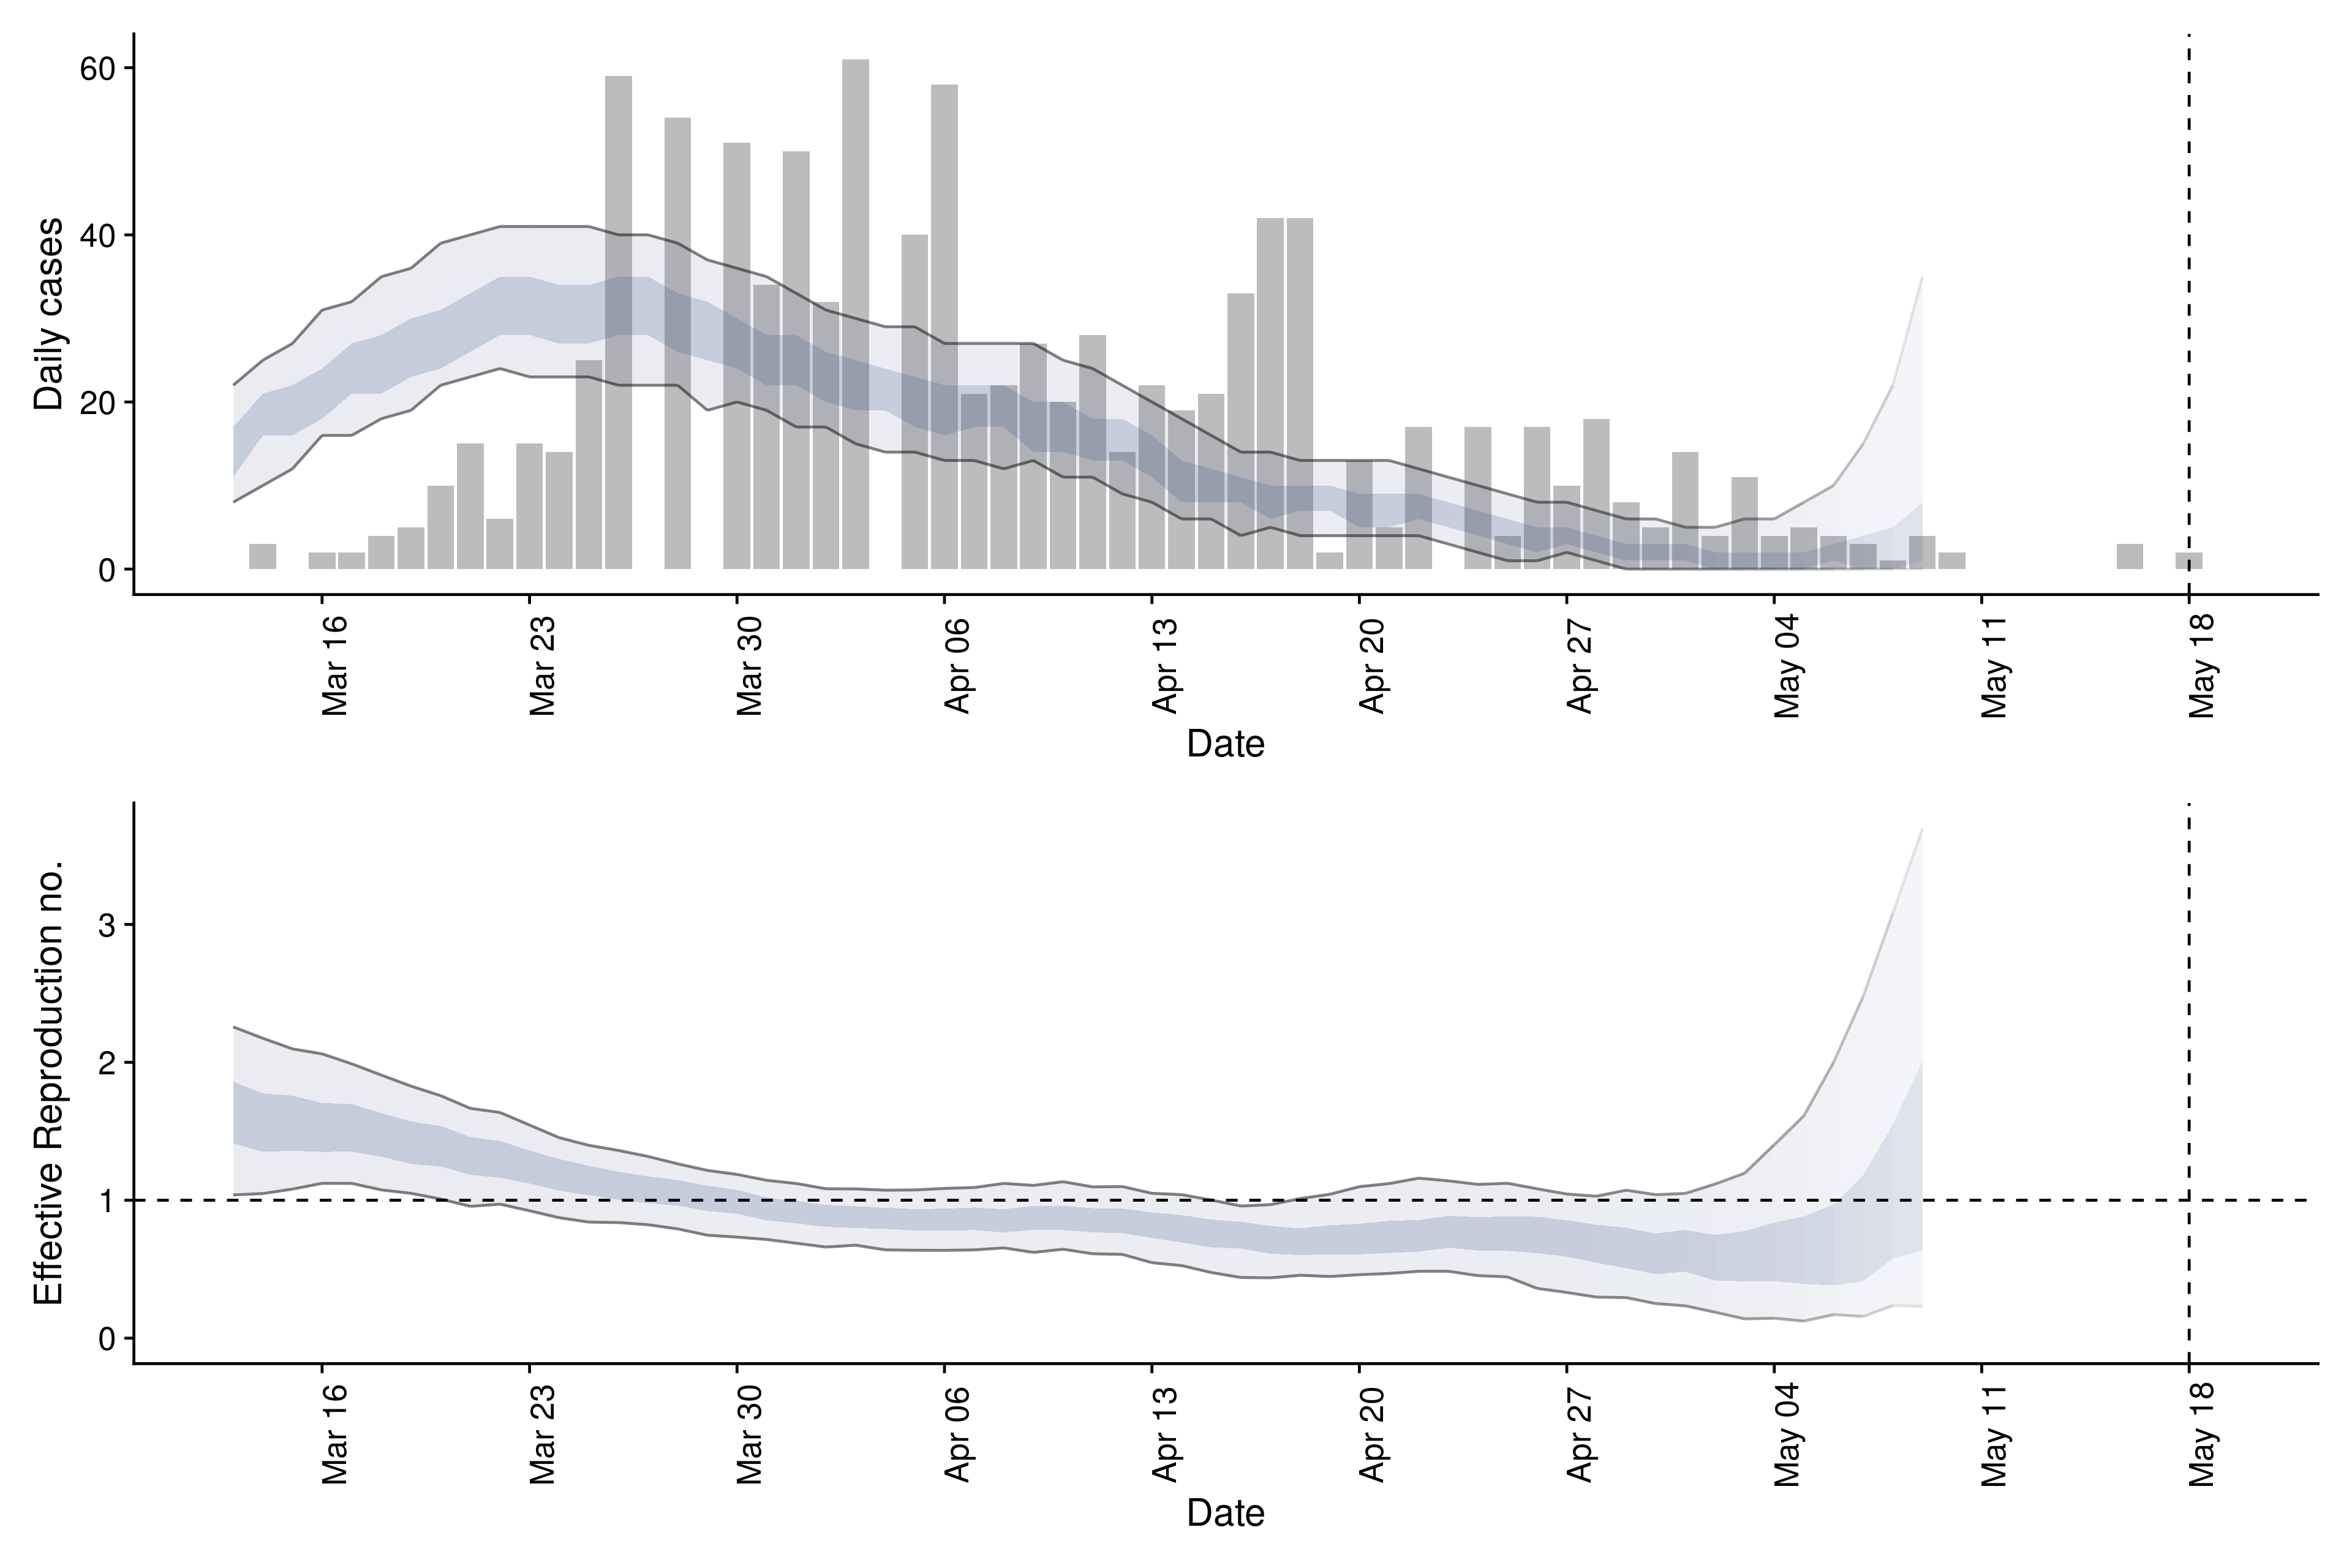 Daily cases
60
40
20
0
Mar 16
Mar 23
Mar 30
Apr 06
Apr 13
Apr 20
Apr 27
May 04
May 11
May 18
Date
Effective Reproduction no.
3
2
1
0
Mar 16
Mar 23
Mar 30
Apr 06
Apr 13
Apr 20
Apr 27
May 04
May 11
May 18
Date